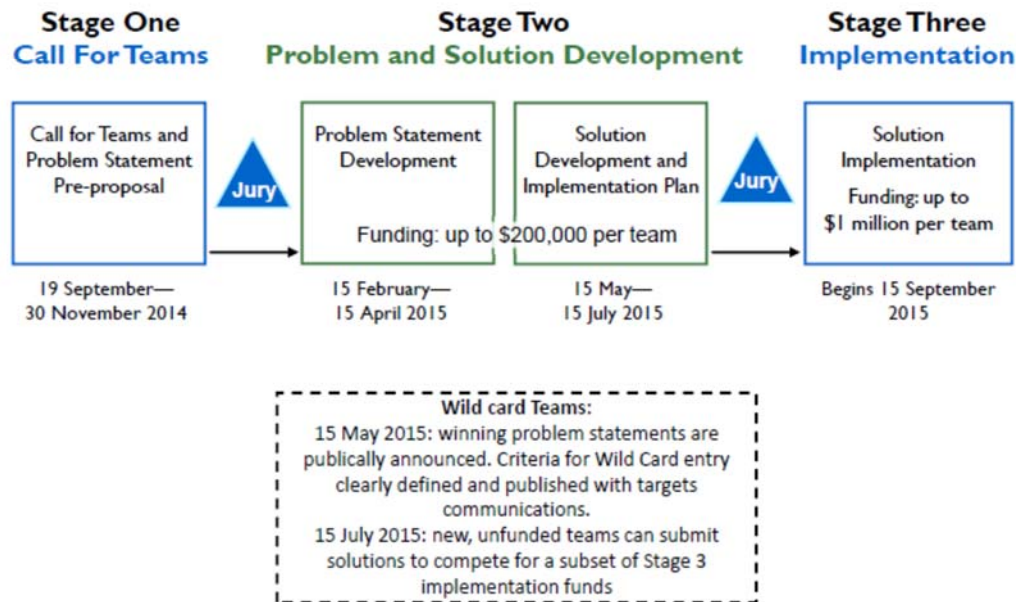 Stage One
Call For Teams
Stage Two
Problem and Solution Development
Stage Three
Implementation
Call for Teams and
Problem Statement
Pre-proposal
Jury
Problem Statement
Development
Solution
Development and
Implementation Plan
Funding: up to $200,000 per team
Jury
Solution
Implementation
Funding: up to
$1 million per team
19 September—
30 November 2014
15 February—
15 April 2015
15 May—
15 July 2015
Begins 15 September
2015
Wild card Teams:
15 May 2015: winning problem statements are
publically announced. Criteria for Wild Card entry
clearly defined and published with targets
communications.
15 July 2015: new, unfunded teams can submit
solutions to compete for a subset of Stage 3
implementation funds